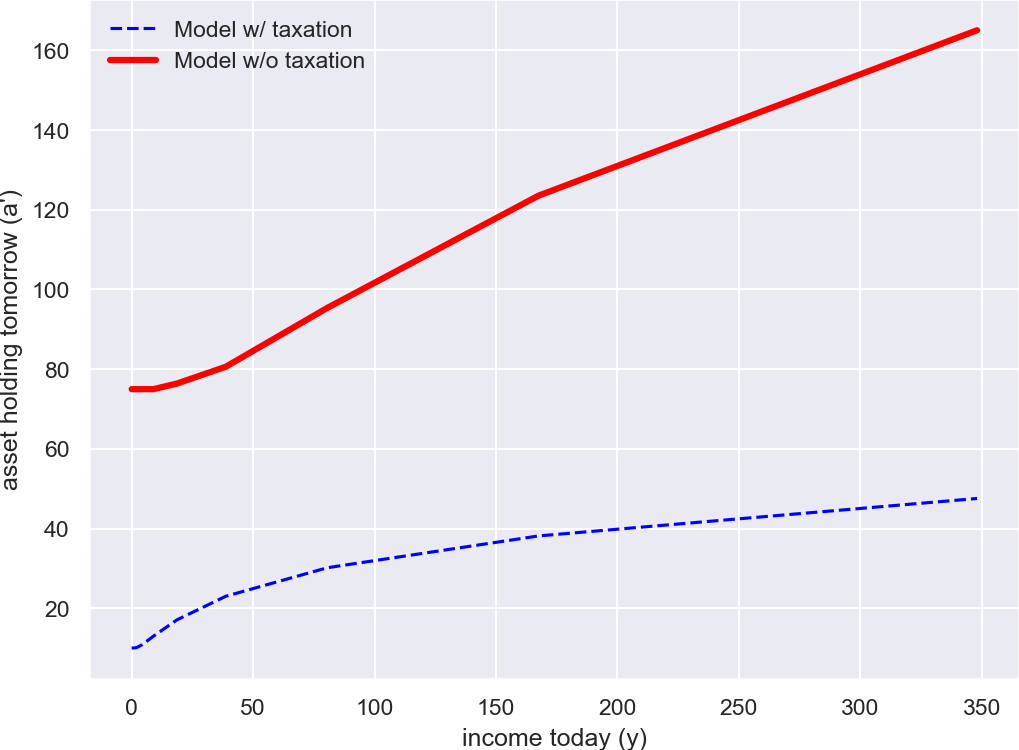 Model w/ taxation
Model w/o taxation
160
140
120
100
80
60
40
20
asset holding tomorrow (a')
0 50 100 150 200 250 300 350
income today (y)